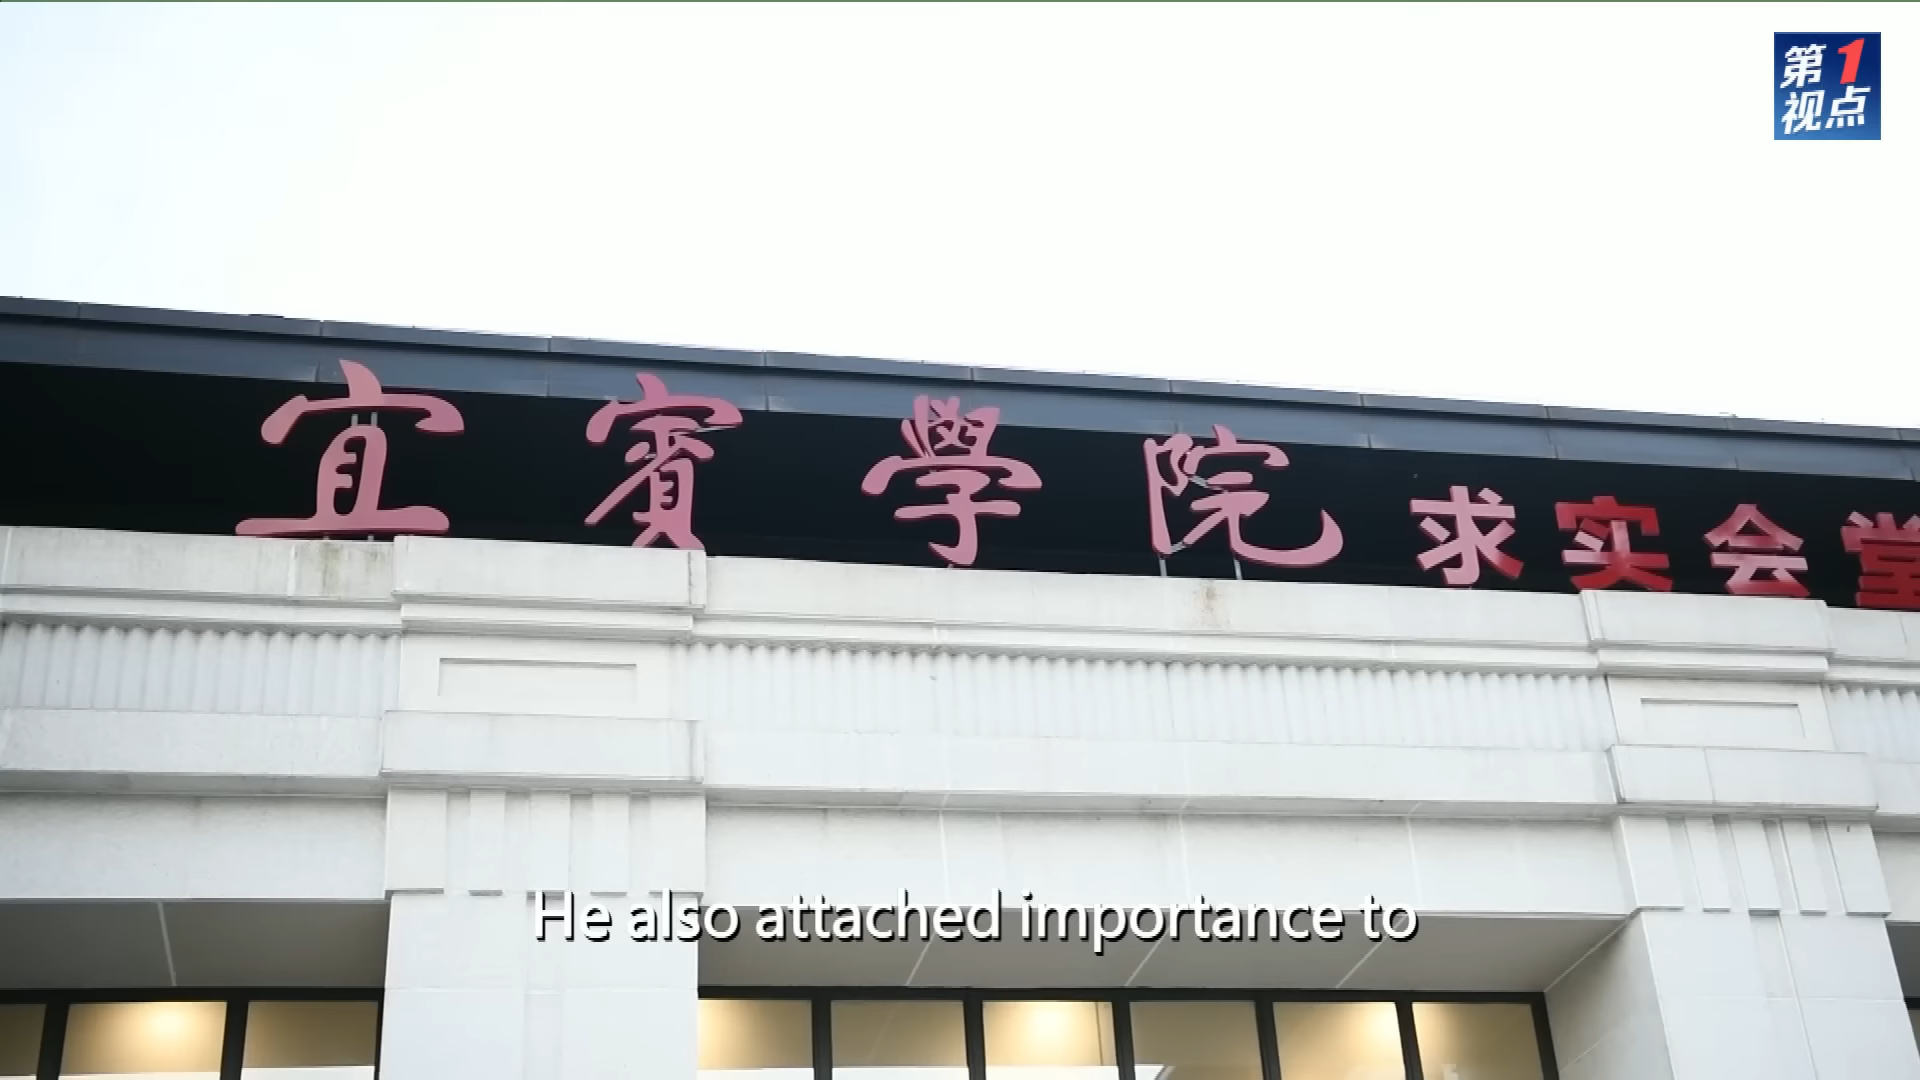 第1
视点
宜賓學院 求实会堂
He also attached importance to